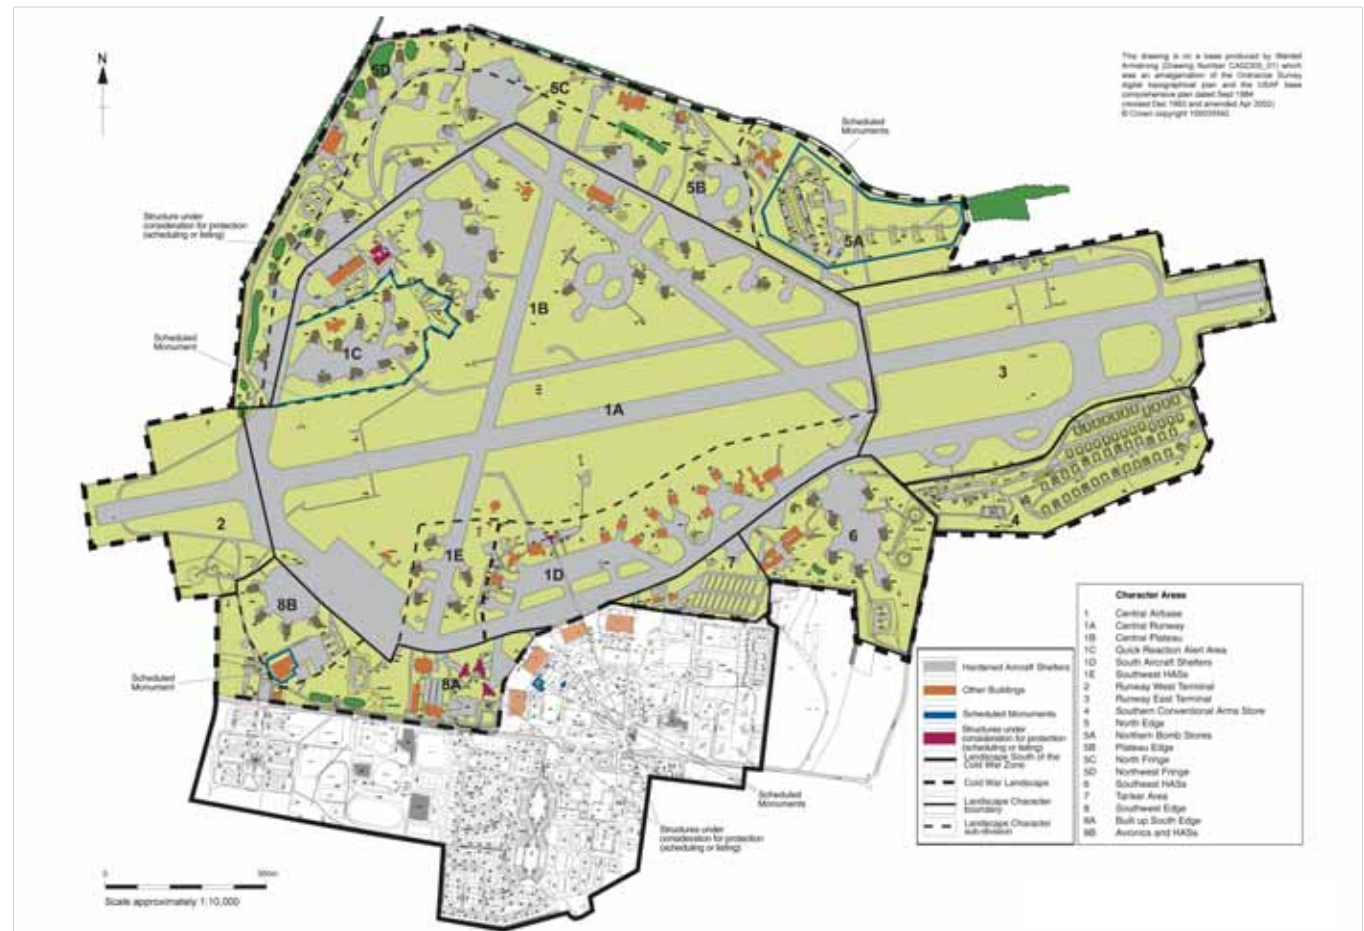 N
This drawing is on a base produced by Wardell
Armstrong (Drawing Number CA02305_01) which
was an amalgamation of the Ordnance Survey
digital topographical plan and the USAF base
comprehensive plan dated Sept 1984
(revised Dec 1993 and amended Apr 2002)
© Crown copyright
Scheduled
Monuments
5D
5C
5B
5A
Structure under
consideration for protection
(scheduling or listing)
1B
Scheduled
Monument
1C
3
1A
2
4
6
1E
1D
7
8B
Scheduled
Monument
8A
Scheduled
Monuments
Structures under
consideration for protection
(scheduling or listing)
Hardened Aircraft Shelters
Other Buildings
Scheduled Monuments
Structures under
consideration for protection
(scheduling or listing)
Landscape South of the
Cold War Zone
Cold War Landscape
Landscape Character
boundary
Landscape Character
sub-division
Character Areas
1 Central Airbase
1A Central Runway
1B Central Plateau
1C Quick Reaction Alert Area
1D South Aircraft Shelters
1E Southwest HASs
2 Runway West Terminal
3 Runway East Terminal
4 Southern Conventional Arms Store
5 North Edge
5A Northern Bomb Stores
5B Plateau Edge
5C North Fringe
5D Northwest Fringe
6 Southeast HASs
7 Tanker Area
8 Southwest Edge
8A Built up South Edge
8B Avionics and HASs
0 500m
Scale approximately 1:10,000